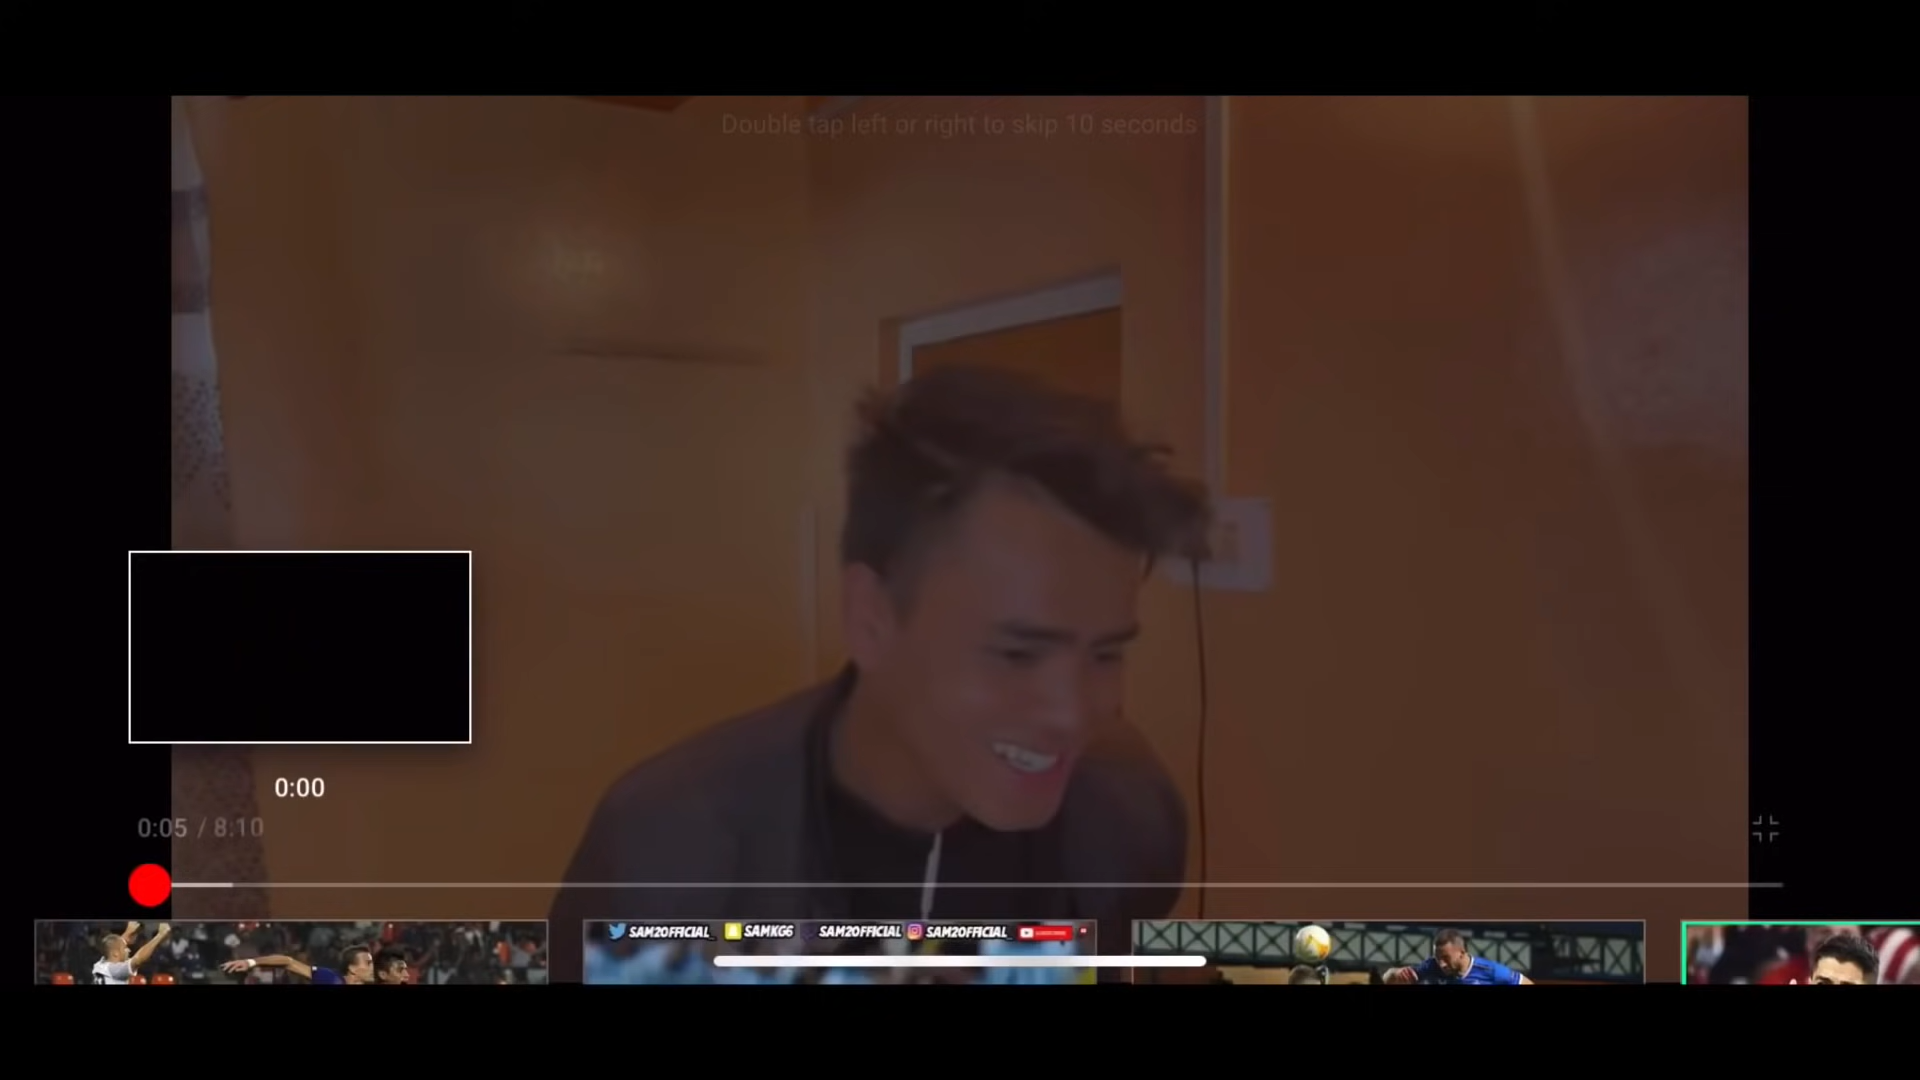 Double tap left or right to skip 10 seconds
0:00
0:05 / 8:10
SAM2OFFICIAL_ SAMKG6 SAM2OFFICIAL SAM2OFFICIAL_